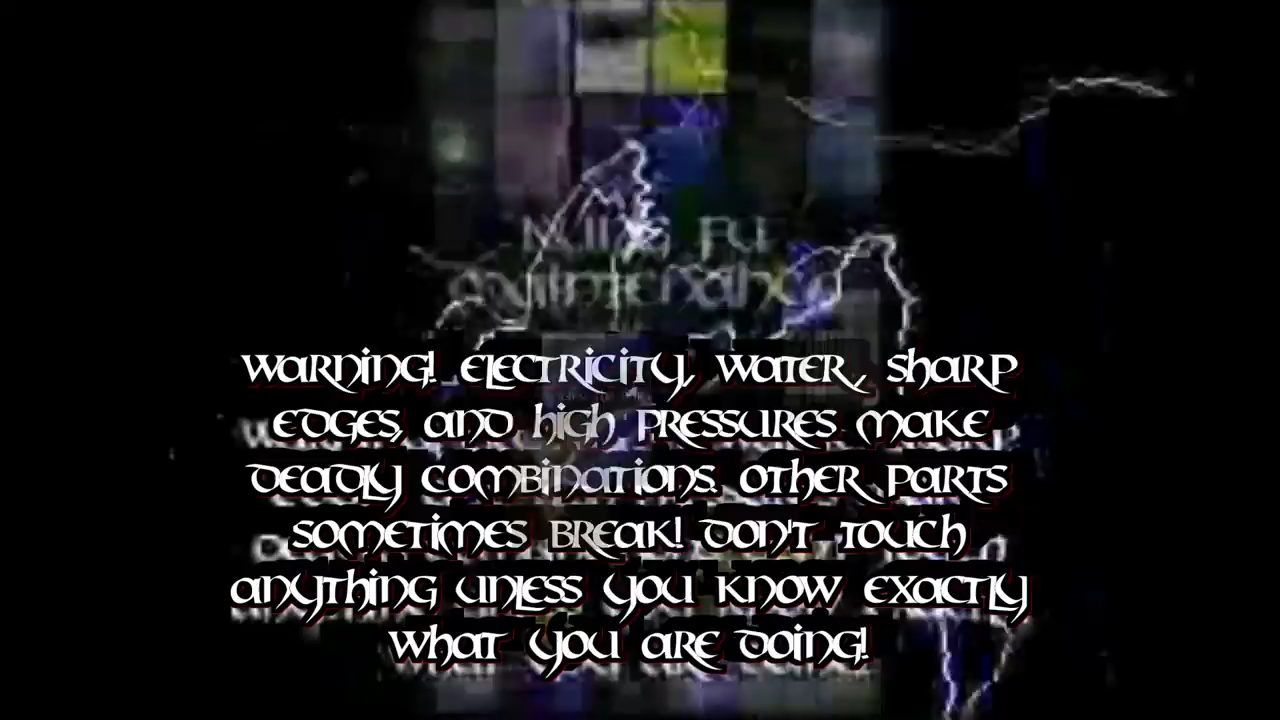 WARNING! ELECTRICITY, WATER, SHARP
EDGES, AND HIGH PRESSURES MAKE
DEADLY COMBINATIONS. OTHER PARTS
SOMETIMES BREAK! DON'T TOUCH
ANYTHING UNLESS YOU KNOW EXACTLY
WHAT YOU ARE DOING!